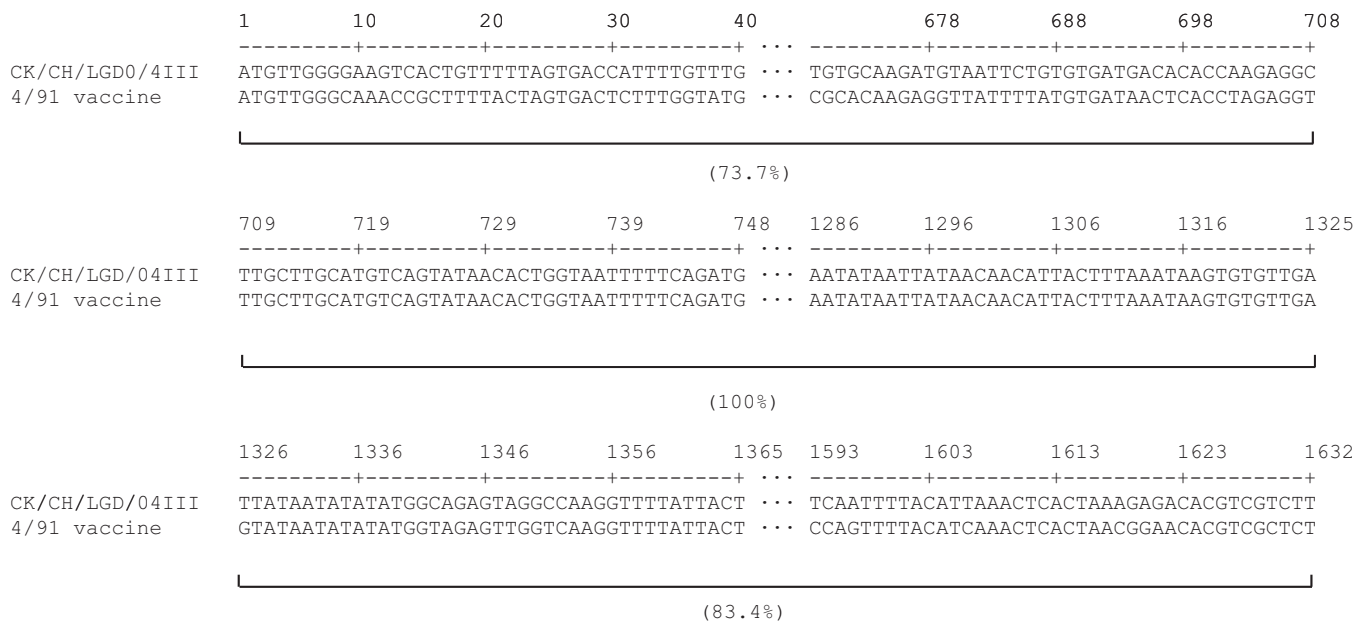 1 10 20 30 40 678 688 698 708
---------+---------+---------+---------+ ··· ---------+---------+---------+---------+
CK/CH/LGD0/4III ATGTTGGGGAAGTCACTGTTTTTAGTGACCATTTTGTTTG ··· TGTGCAAGATGTAATTCTGTGTGATGACACACCAAGAGGC
4/91 vaccine ATGTTGGGCAAACCGCTTTTACTAGTGACTCTTTGGTATG ··· CGCACAAGAGGTTATTTTATGTGATAACTCACCTAGAGGT
(73.7%)
709 719 729 739 748 1286 1296 1306 1316 1325
---------+---------+---------+---------+ ··· ---------+---------+---------+---------+
CK/CH/LGD/04III TTGCTTGCATGTCAGTATAACACTGGTAATTTTTCAGATG ··· AATATAATTATAACAACATTACTTTAAATAAGTGTGTTGA
4/91 vaccine TTGCTTGCATGTCAGTATAACACTGGTAATTTTTCAGATG ··· AATATAATTATAACAACATTACTTTAAATAAGTGTGTTGA
(100%)
1326 1336 1346 1356 1365 1593 1603 1613 1623 1632
---------+---------+---------+---------+ ··· ---------+---------+---------+---------+
CK/CH/LGD/04III TTATAATATATATGGCAGAGTAGGCCAAGGTTTTATTACT ··· TCAATTTTACATTAAACTCACTAAAGAGACACGTCGTCTT
4/91 vaccine GTATAATATATATGGTAGAGTTGGTCAAGGTTTTATTACT ··· CCAGTTTTACATCAAACTCACTAACGGAACACGTCGCTCT
(83.4%)